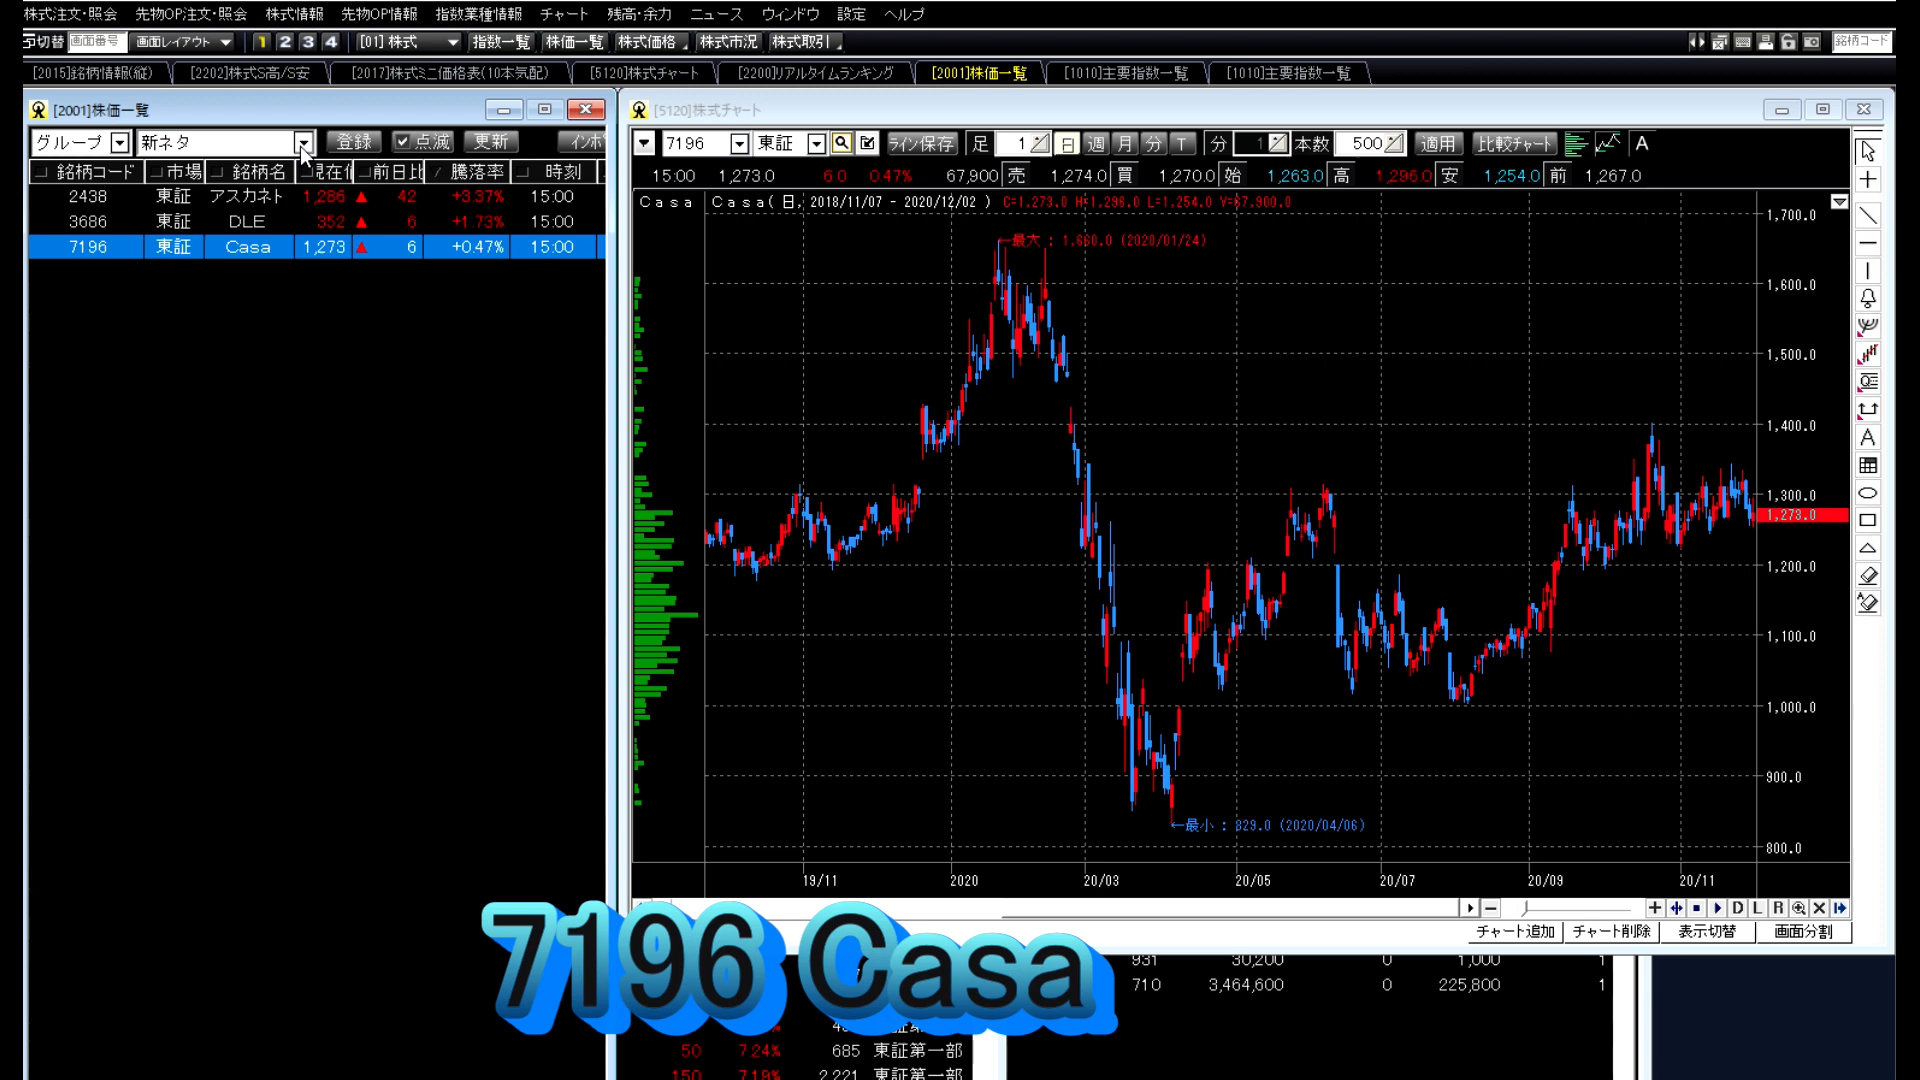 株式注文・照会 先物OP注文・照会 株式情報 先物OP情報 指数業種情報 チャート 残高・余力 ニュース ウィンドウ 設定 ヘルプ
切替 画面番号 画面レイアウト 1 2 3 4 [01] 株式 指数一覧 株価一覧 株式価格 株式市況 株式取引 銘柄コード
[2015]銘柄情報(縦) [2202]株式S高/S安 [2017]株式ミニ価格表(10本気配) [5120]株式チャート [2200]リアルタイムランキング [2001]株価一覧 [1010]主要指数一覧 [1010]主要指数一覧
[2001]株価一覧
グループ 新ネタ 登録 点滅 更新 インポ
銘柄コード 市場 銘柄名 現在値 前日比 騰落率 時刻
2438 東証 アスカネト 1,286 ▲ 42 +3.37% 15:00
3686 東証 DLE 352 ▲ 6 +1.73% 15:00
7196 東証 Casa 1,273 ▲ 6 +0.47% 15:00
[5120]株式チャート
7196 東証 ライン保存 足 1 日 週 月 分 T 分 1 本数 500 適用 比較チャート A
15:00 1,273.0 6.0 0.47% 67,900 売 1,274.0 買 1,270.0 始 1,263.0 高 1,296.0 安 1,254.0 前 1,267.0
Casa Casa( 日, 2018/11/07 - 2020/12/02 ) C=1,273.0 H=1,296.0 L=1,254.0 V=67,900.0
1,700.0
←最大 : 1,660.0 (2020/01/24)
1,600.0
1,500.0
1,400.0
1,300.0
1,273.0
1,200.0
1,100.0
1,000.0
900.0
←最小 : 829.0 (2020/04/06)
800.0
19/11 2020 20/03 20/05 20/07 20/09 20/11
D L R
チャート追加 チャート削除 表示切替 画面分割
7196 Casa
931 30,200 0 1,000 1
710 3,464,600 0 225,800 1
50 7.24% 685 東証第一部
150 7.19% 2,221 東証第一部